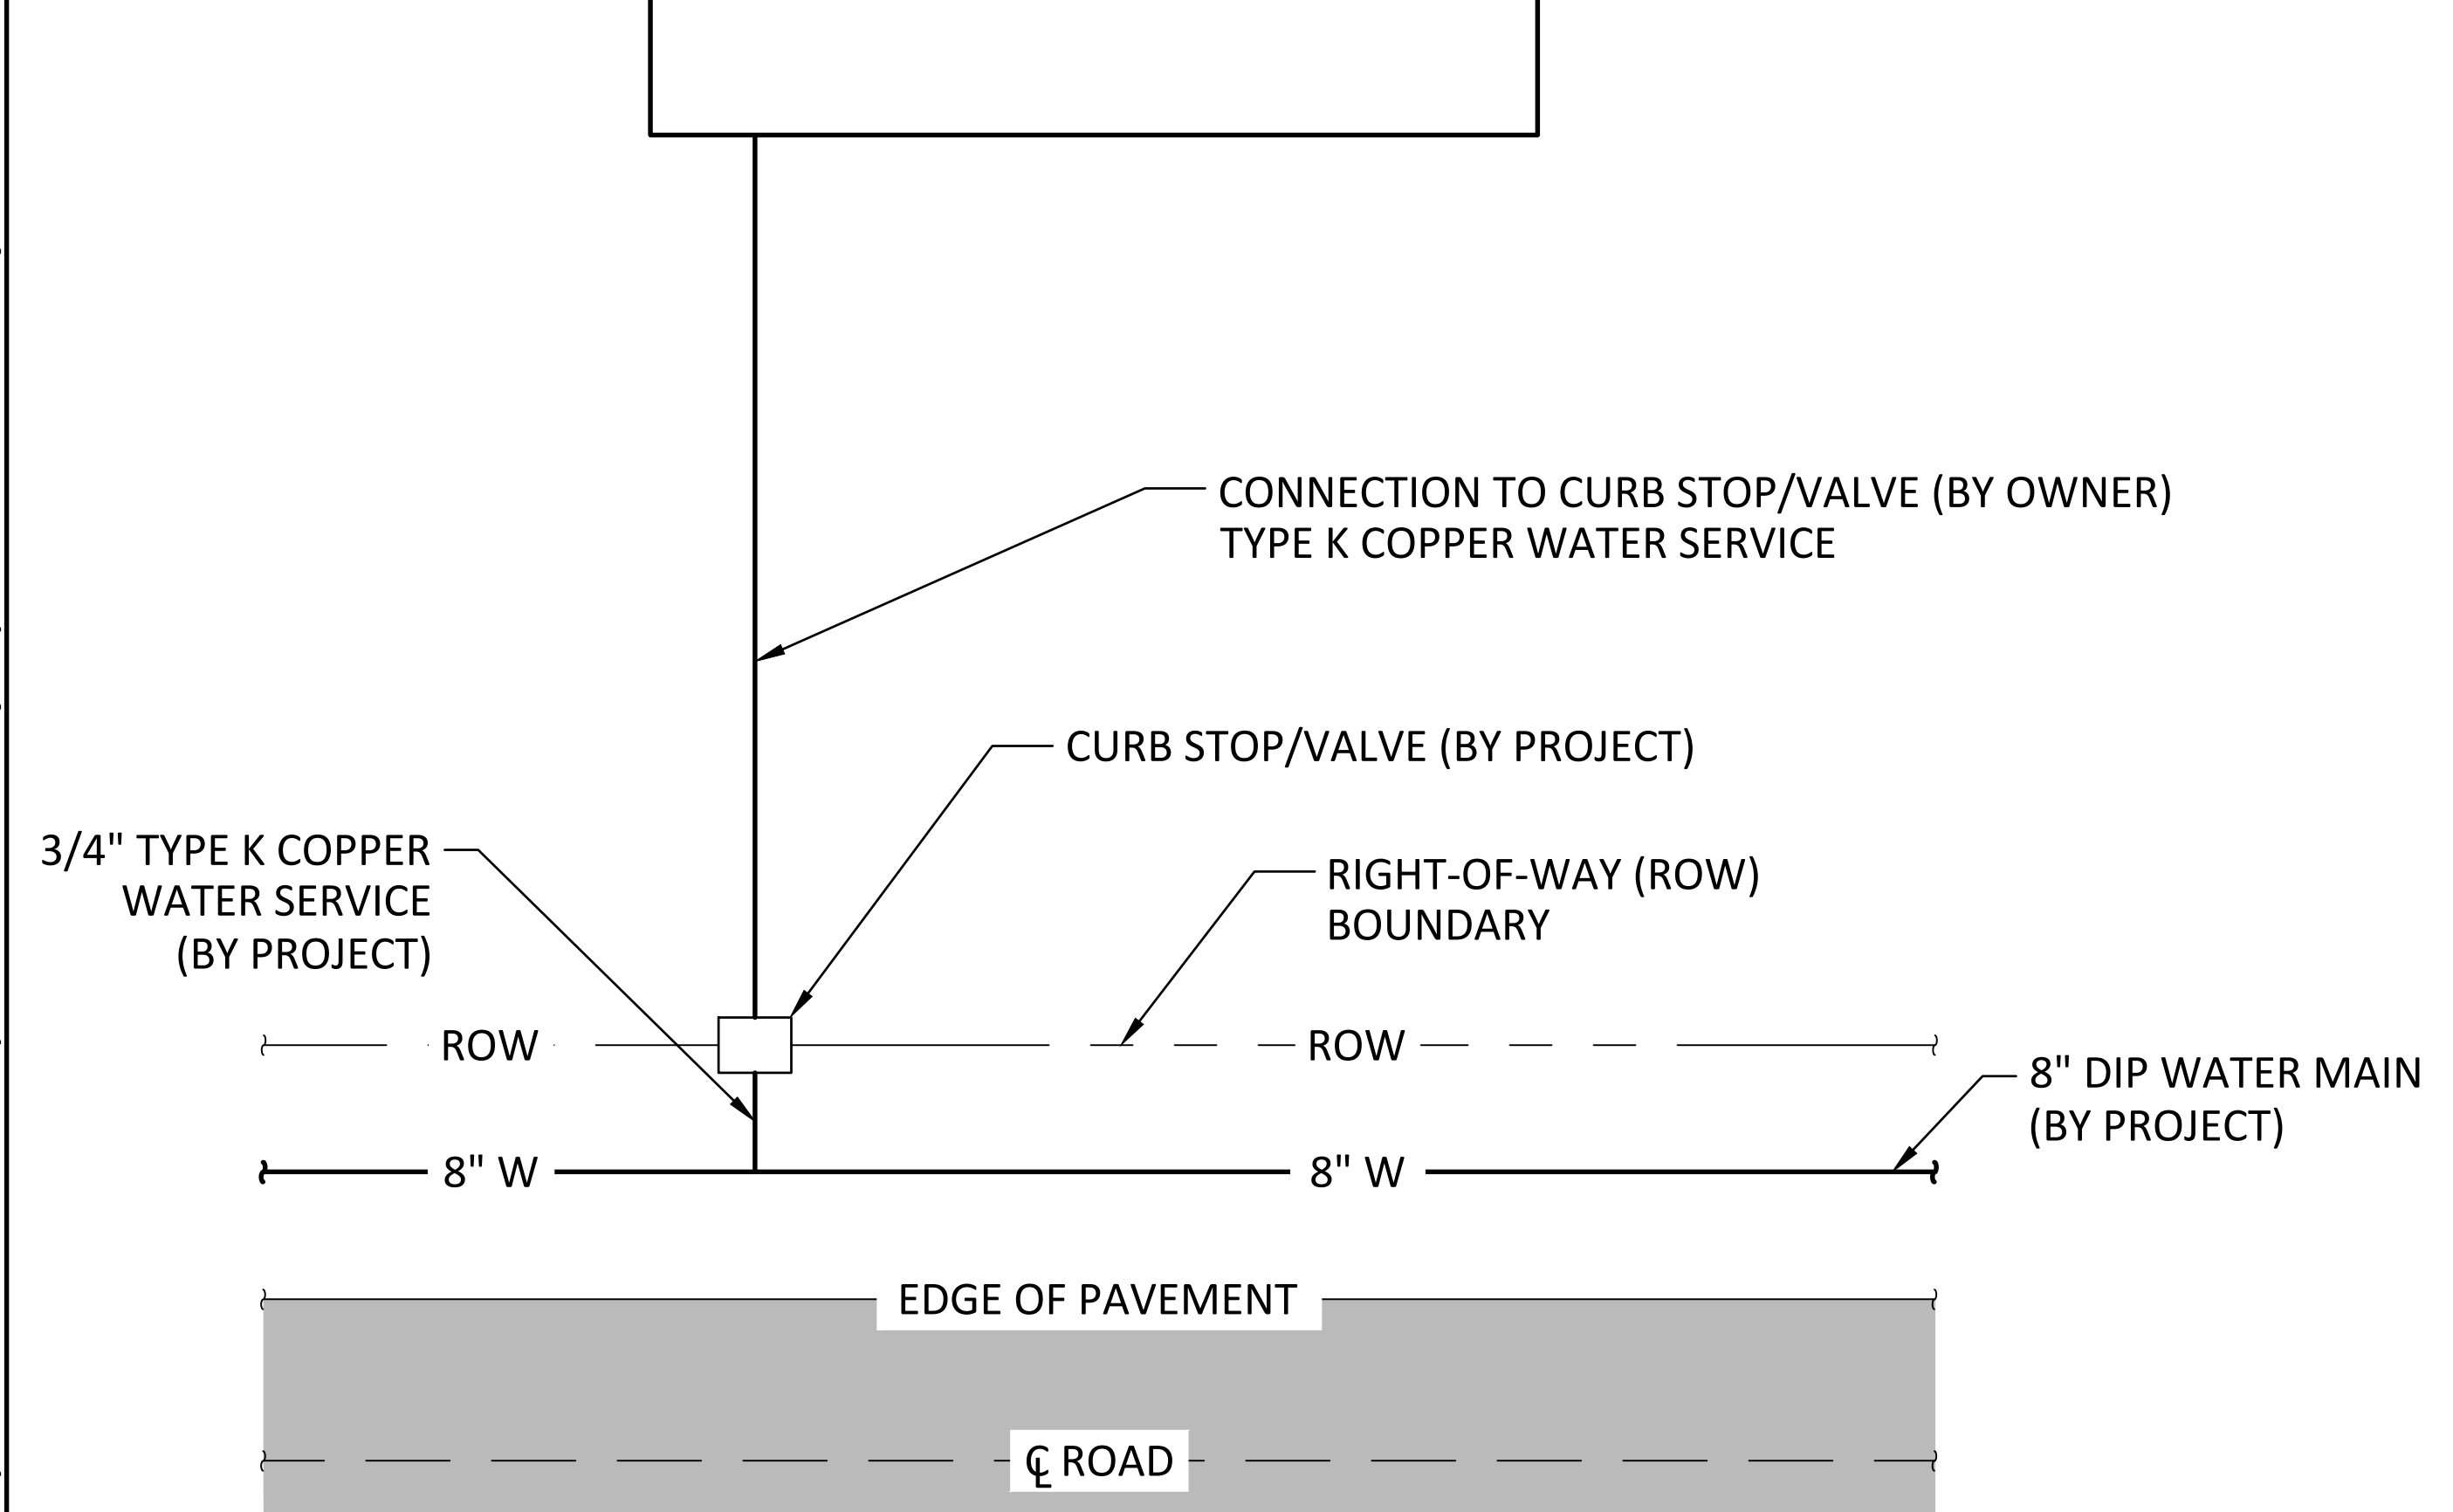 CONNECTION TO CURB STOP/VALVE (BY OWNER)
TYPE K COPPER WATER SERVICE
CURB STOP/VALVE (BY PROJECT)
3/4" TYPE K COPPER
WATER SERVICE
(BY PROJECT)
RIGHT-OF-WAY (ROW)
BOUNDARY
ROW ROW
8" DIP WATER MAIN
(BY PROJECT)
8" W 8" W
EDGE OF PAVEMENT
℄ ROAD